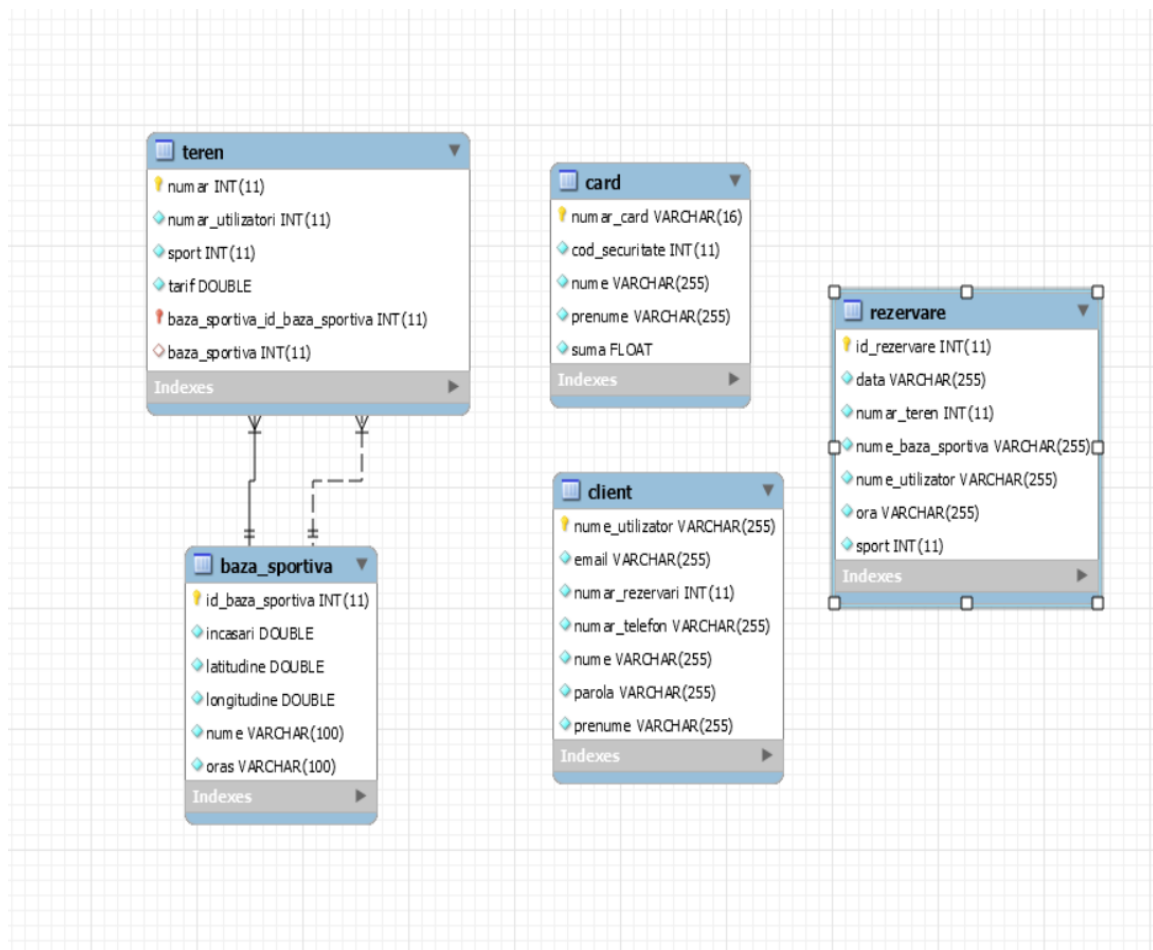 teren
numar INT(11)
numar_utilizatori INT(11)
sport INT(11)
tarif DOUBLE
baza_sportiva_id_baza_sportiva INT(11)
baza_sportiva INT(11)
Indexes
baza_sportiva
id_baza_sportiva INT(11)
incasari DOUBLE
latitudine DOUBLE
longitudine DOUBLE
nume VARCHAR(100)
oras VARCHAR(100)
Indexes
card
numar_card VARCHAR(16)
cod_securitate INT(11)
nume VARCHAR(255)
prenume VARCHAR(255)
suma FLOAT
Indexes
client
nume_utilizator VARCHAR(255)
email VARCHAR(255)
numar_rezervari INT(11)
numar_telefon VARCHAR(255)
nume VARCHAR(255)
parola VARCHAR(255)
prenume VARCHAR(255)
Indexes
rezervare
id_rezervare INT(11)
data VARCHAR(255)
numar_teren INT(11)
nume_baza_sportiva VARCHAR(255)
nume_utilizator VARCHAR(255)
ora VARCHAR(255)
sport INT(11)
Indexes